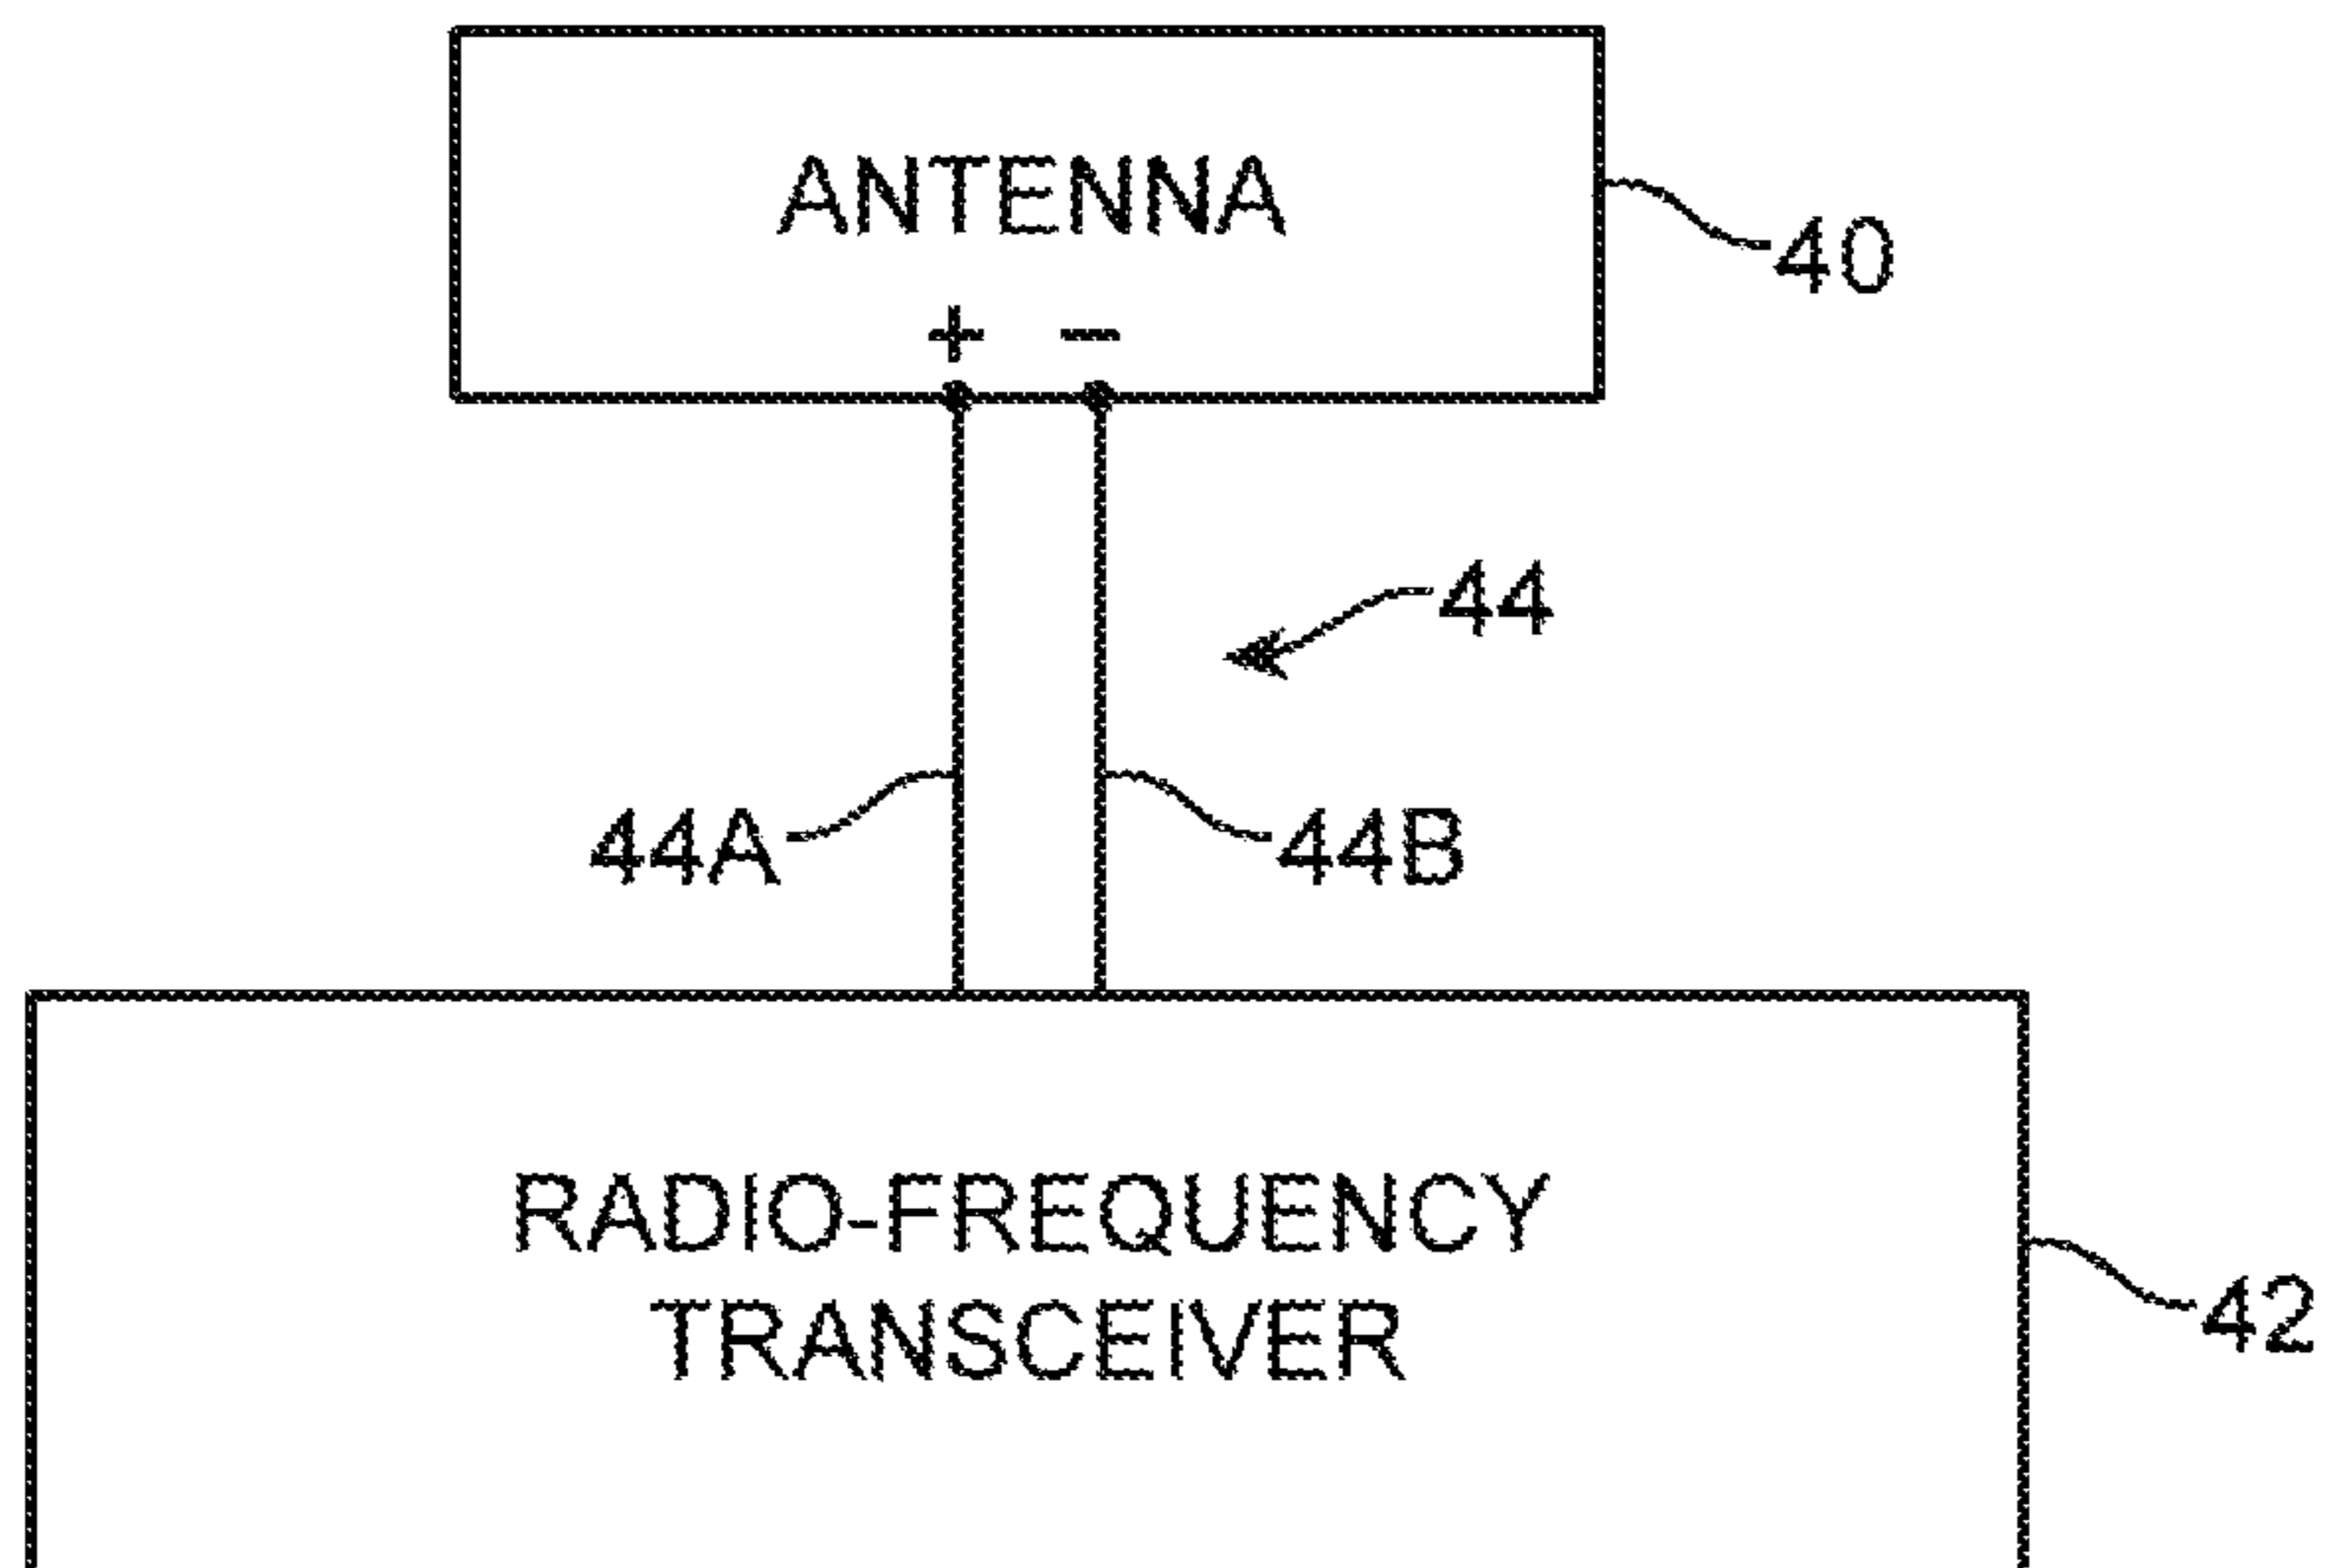 ANTENNA
40
+ -
44
44A
44B
RADIO-FREQUENCY
TRANSCEIVER
42